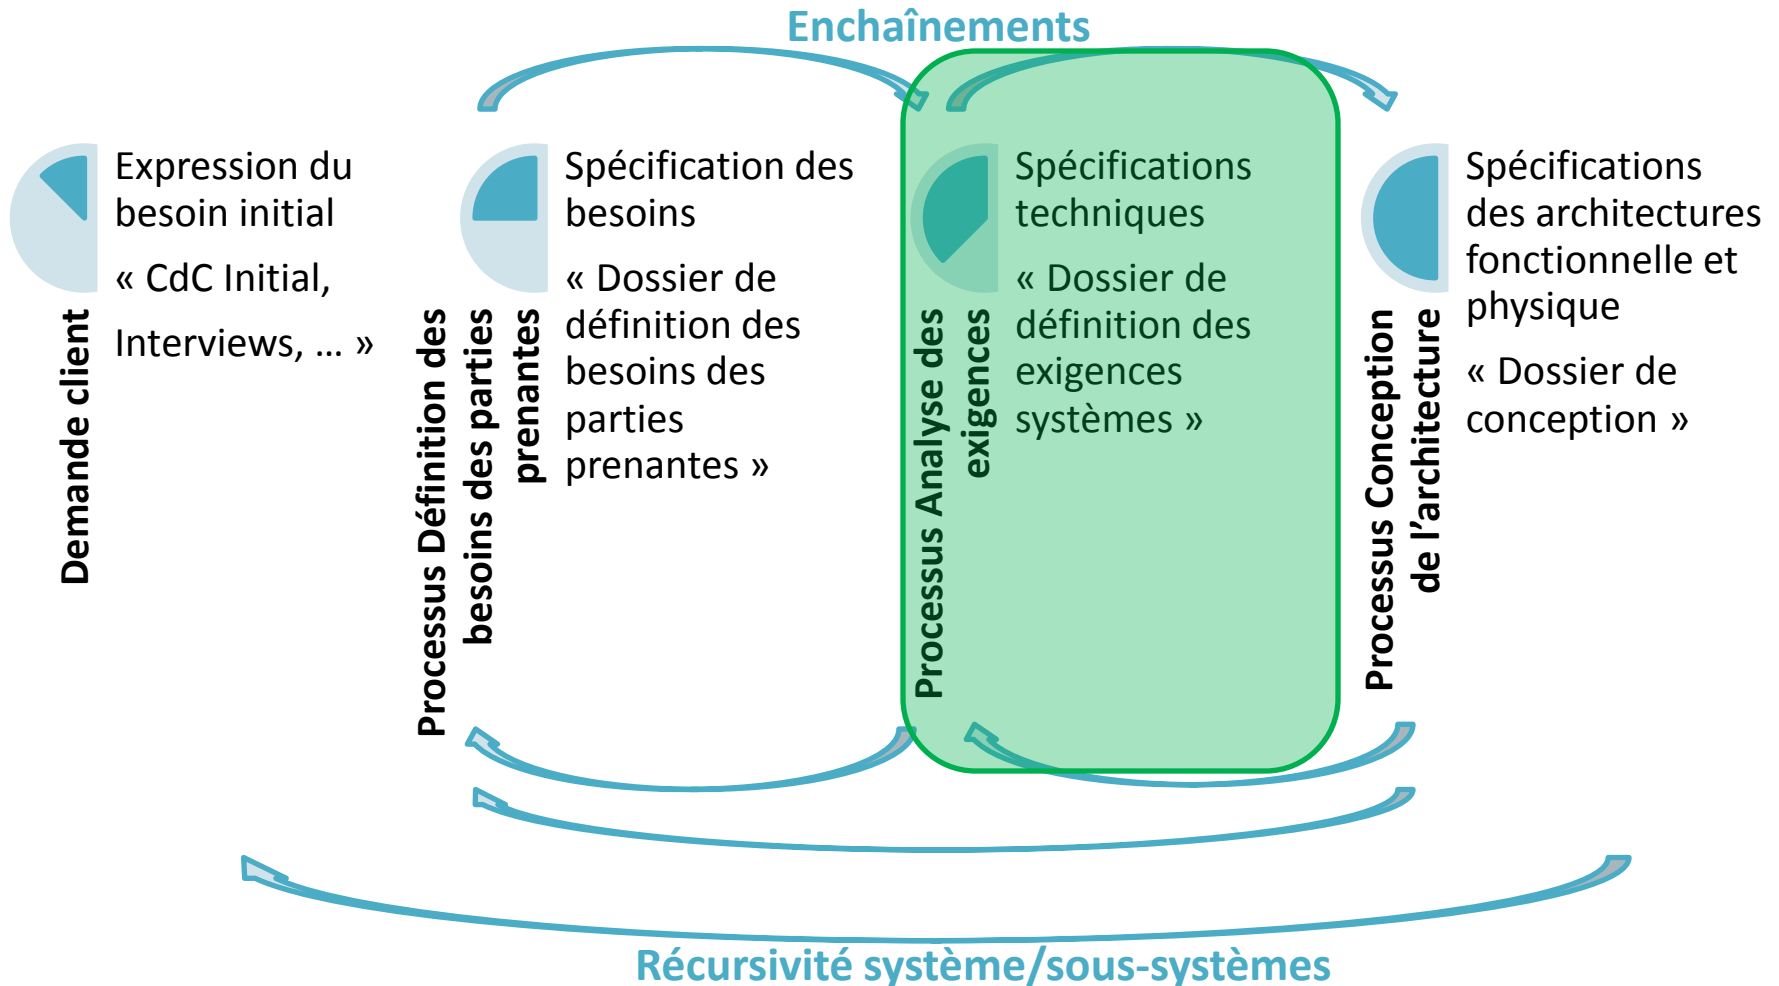 Enchaînements
Demande client
Expression du
besoin initial
« CdC Initial,
Interviews, ... »
Processus Définition des
besoins des parties
prenantes
Spécification des
besoins
« Dossier de
définition des
besoins des
parties
prenantes »
Processus Analyse des
exigences
Spécifications
techniques
« Dossier de
définition des
exigences
systèmes »
Processus Conception
de l’architecture
Spécifications
des architectures
fonctionnelle et
physique
« Dossier de
conception »
Récursivité système/sous-systèmes